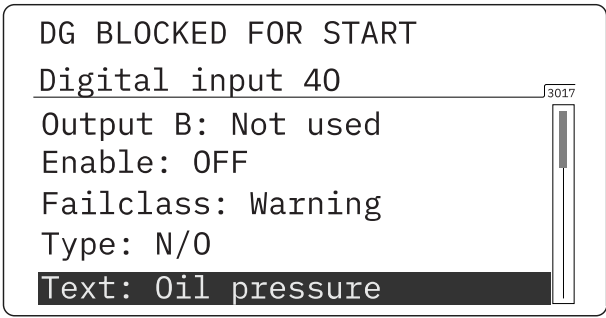 DG BLOCKED FOR START
Digital input 40
3017
Output B: Not used
Enable: OFF
Failclass: Warning
Type: N/O
Text: Oil pressure